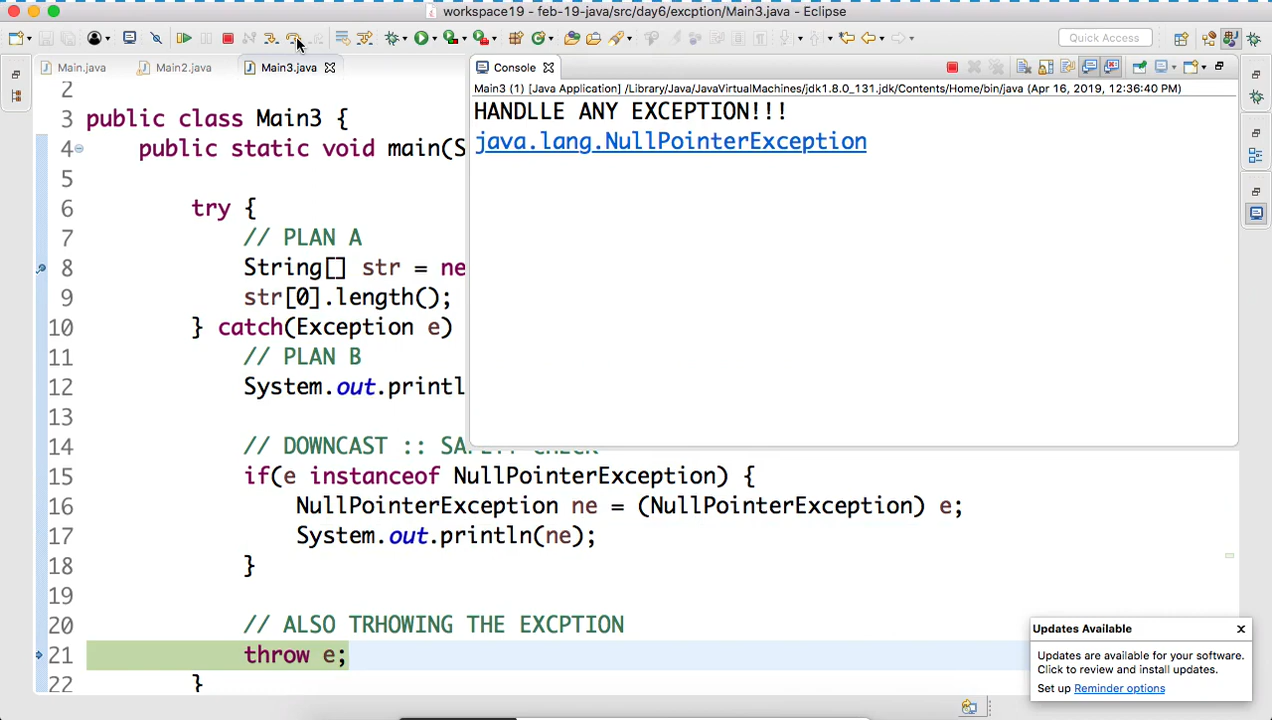 workspace19 - feb-19-java/src/day6/excption/Main3.java - Eclipse
Quick Access
Main.java
Main2.java
Main3.java
Console
Main3 (1) [Java Application] /Library/Java/JavaVirtualMachines/jdk1.8.0_131.jdk/Contents/Home/bin/java (Apr 16, 2019, 12:36:40 PM)
HANDLLE ANY EXCEPTION!!!
java.lang.NullPointerException
2
3 public class Main3 {
4 public static void main(S
5
6 try {
7 // PLAN A
8 String[] str = ne
9 str[0].length();
10 } catch(Exception e)
11 // PLAN B
12 System.out.printl
13
14 // DOWNCAST :: SAFETY CHECK
15 if(e instanceof NullPointerException) {
16 NullPointerException ne = (NullPointerException) e;
17 System.out.println(ne);
18 }
19
20 // ALSO TRHOWING THE EXCPTION
21 throw e;
22 }
Updates Available
Updates are available for your software.
Click to review and install updates.
Set up Reminder options